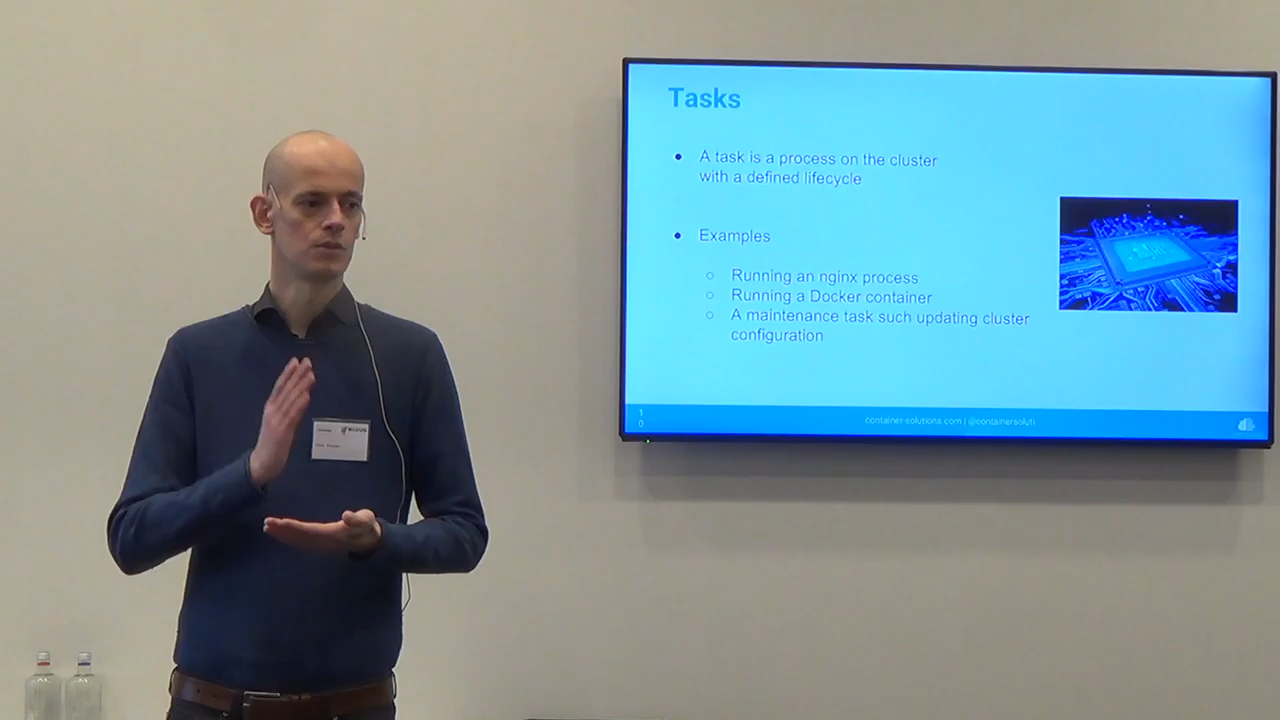 Tasks
A task is a process on the cluster
with a defined lifecycle
Examples
Running an nginx process
Running a Docker container
A maintenance task such updating cluster
configuration
1
0
container-solutions.com | @containersoluti
NLUUG